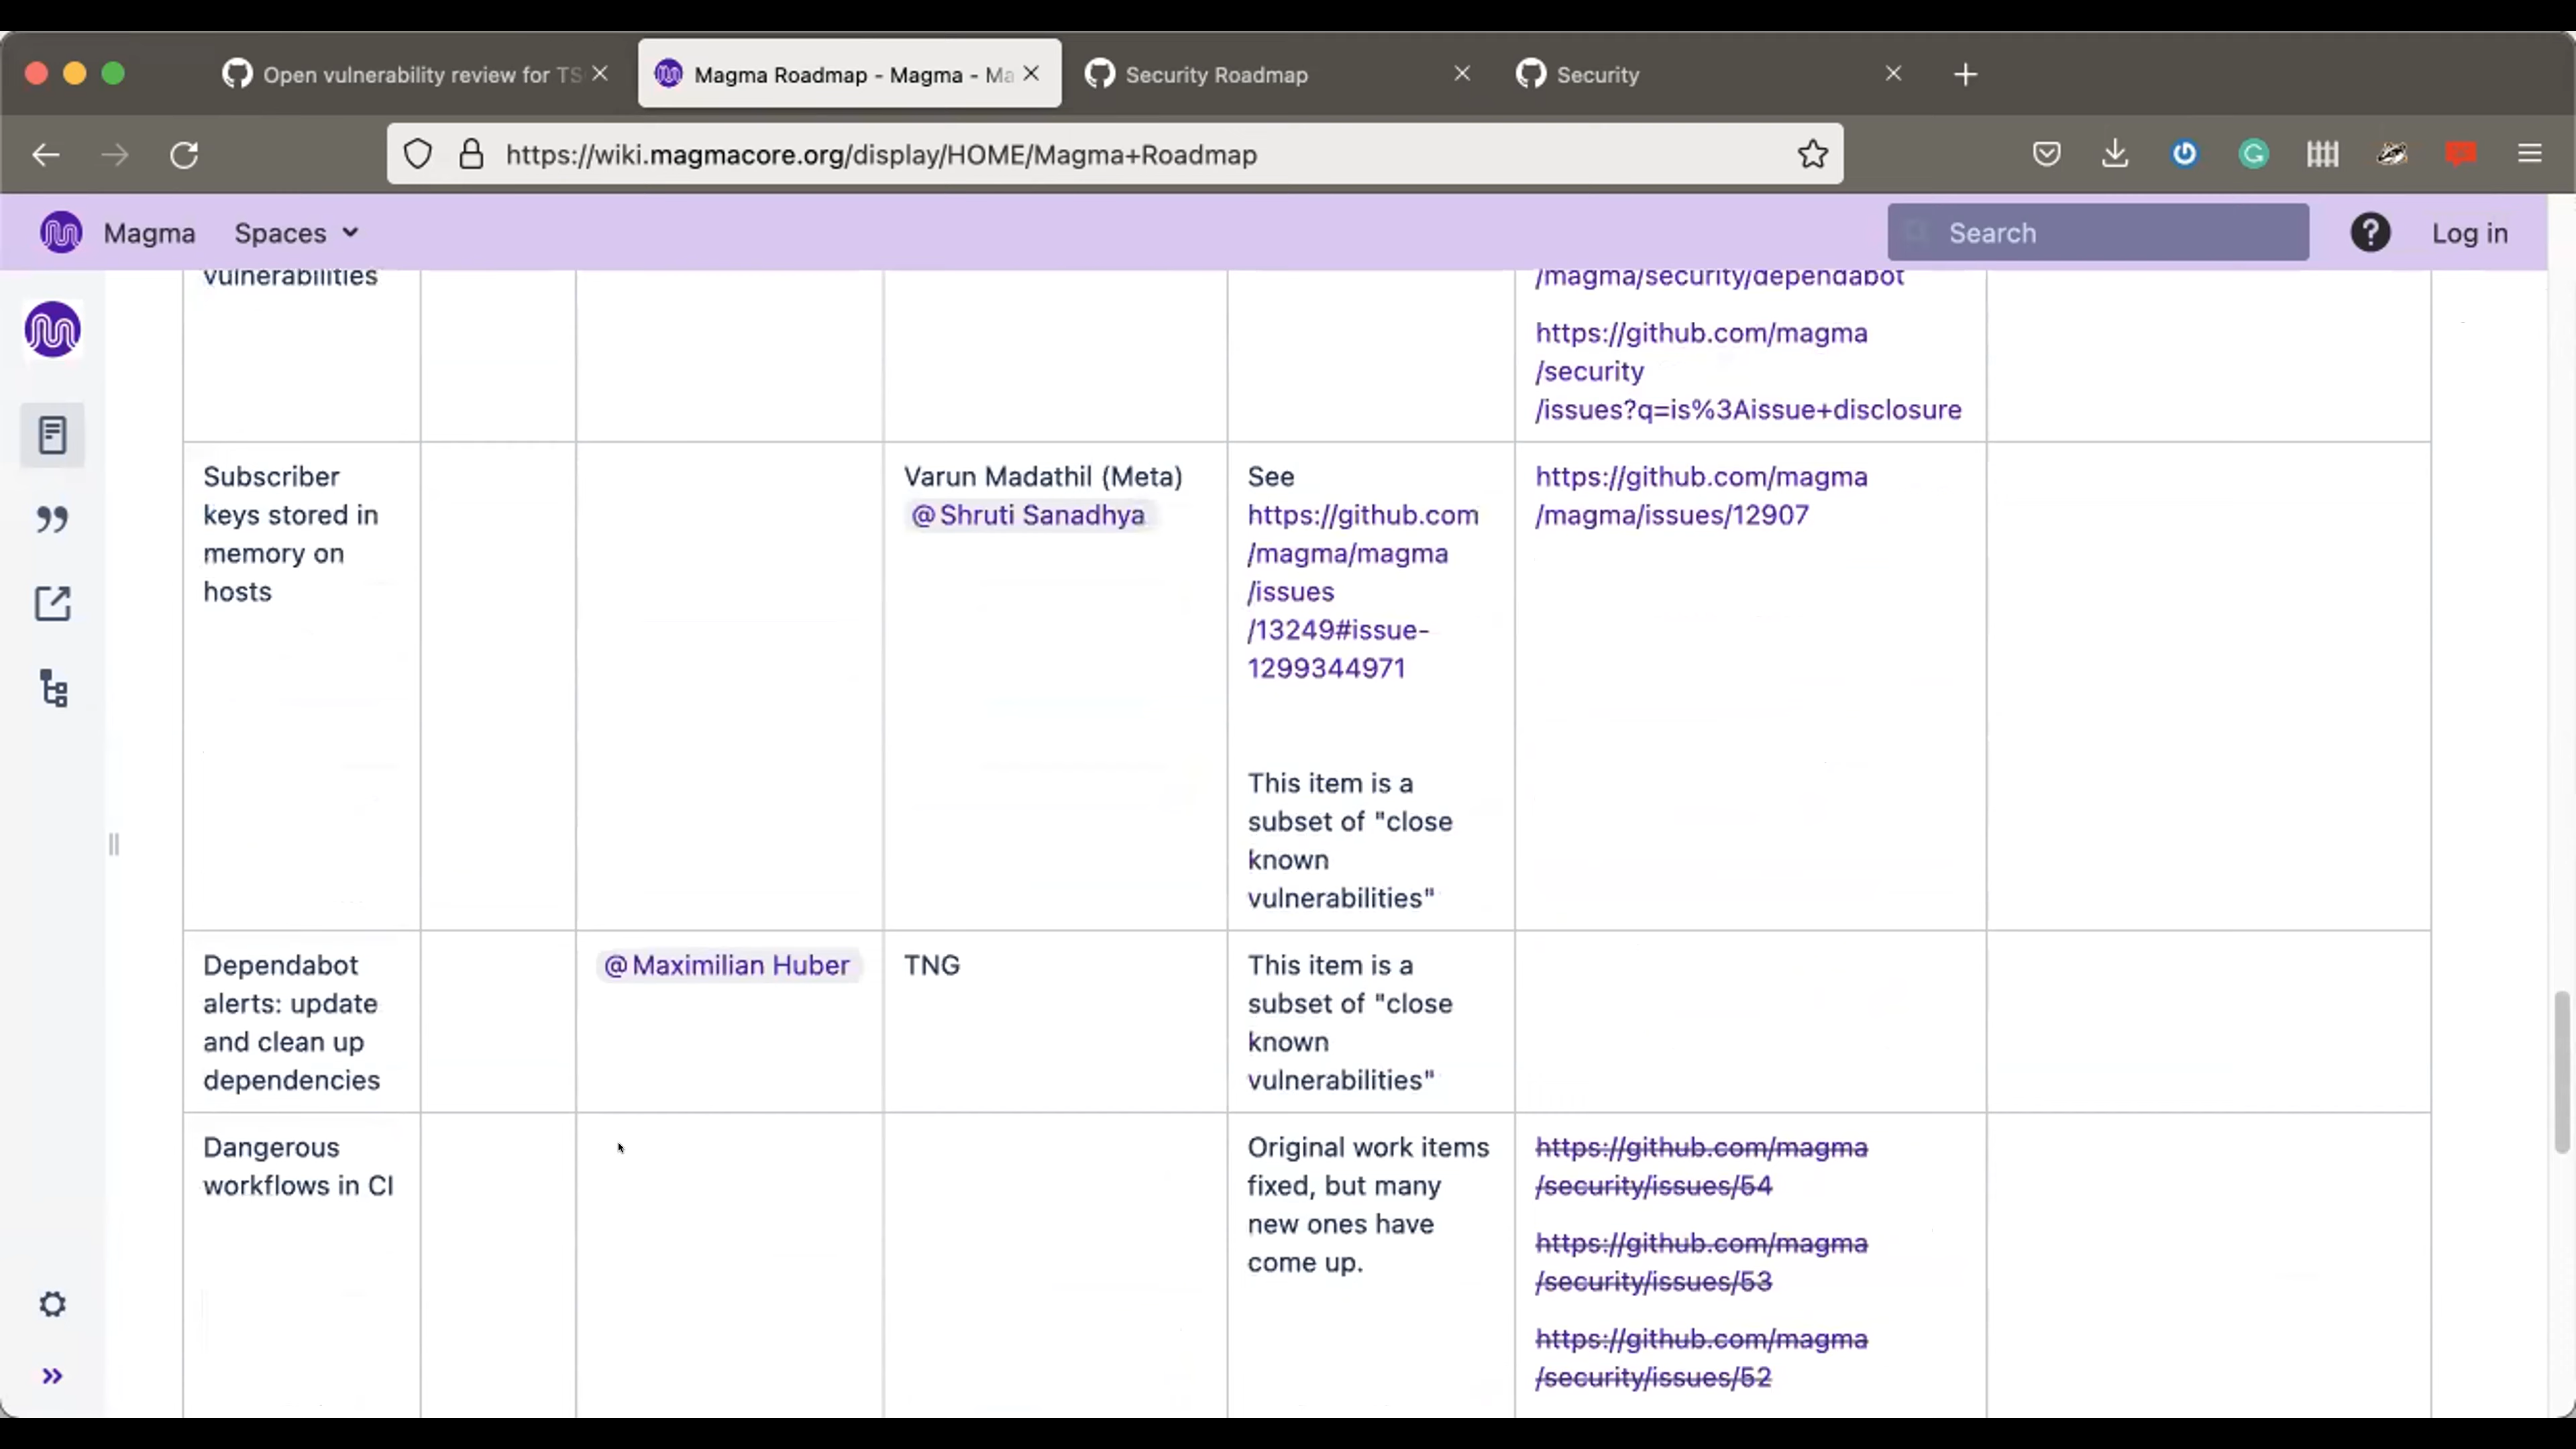 Open vulnerability review for TS
Magma Roadmap - Magma - Ma
Security Roadmap
Security
https://wiki.magmacore.org/display/HOME/Magma+Roadmap
Magma
Spaces
Search
Log in
vulnerabilities
/magma/security/dependabot
https://github.com/magma
/security
/issues?q=is%3Aissue+disclosure
Subscriber
keys stored in
memory on
hosts
Varun Madathil (Meta)
@Shruti Sanadhya
See
https://github.com
/magma/magma
/issues
/13249#issue-
1299344971
This item is a
subset of "close
known
vulnerabilities"
https://github.com/magma
/magma/issues/12907
Dependabot
alerts: update
and clean up
dependencies
@Maximilian Huber
TNG
This item is a
subset of "close
known
vulnerabilities"
Dangerous
workflows in CI
Original work items
fixed, but many
new ones have
come up.
https://github.com/magma
/security/issues/54
https://github.com/magma
/security/issues/53
https://github.com/magma
/security/issues/52